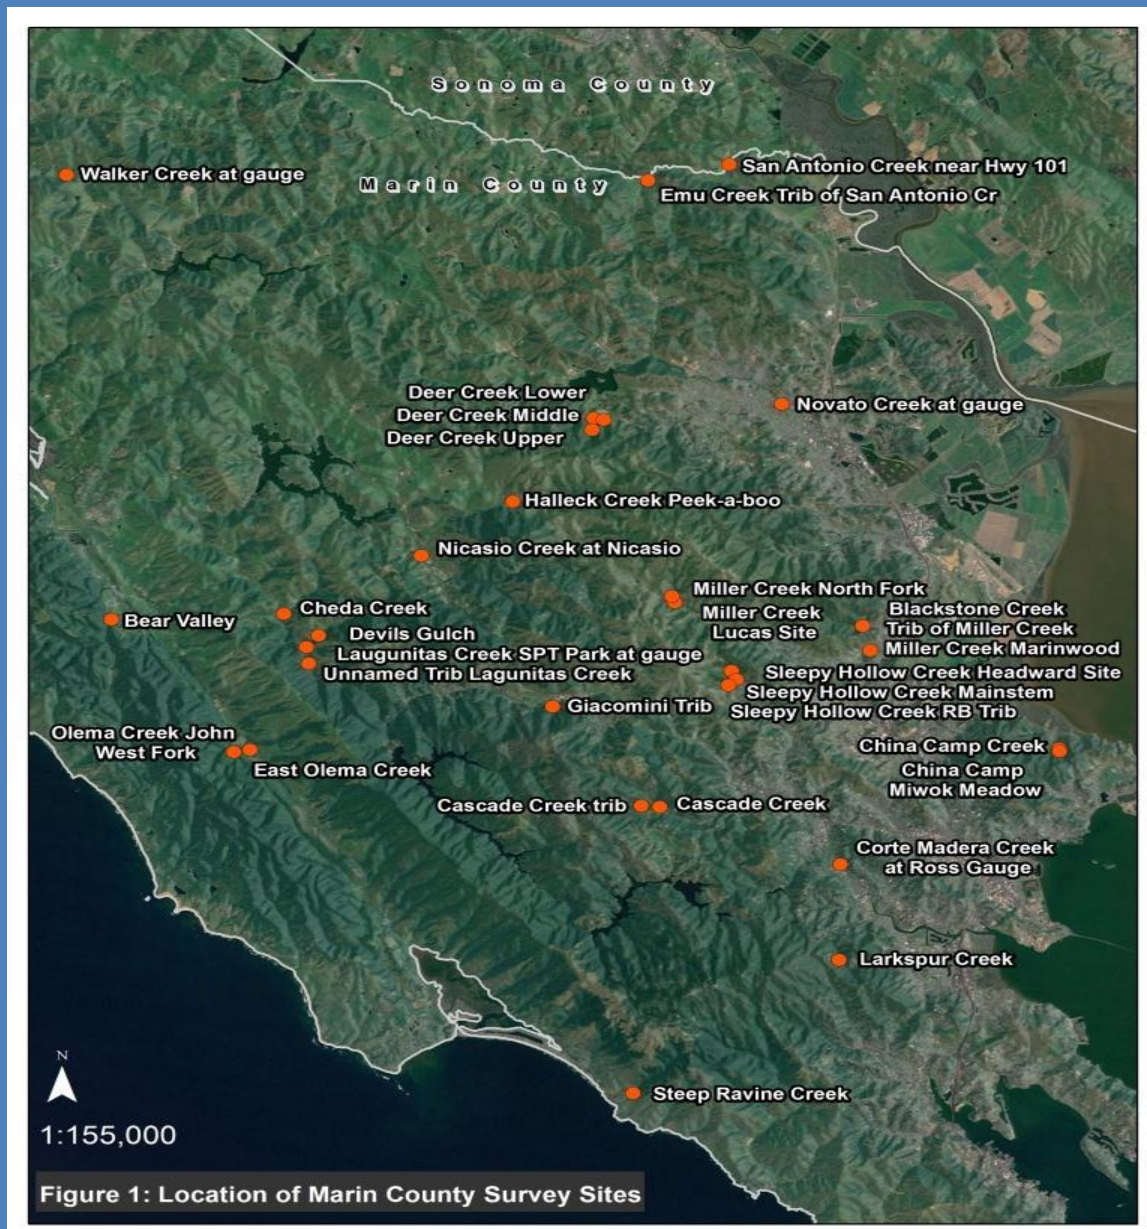 Sonoma County
San Antonio Creek near Hwy 101
Walker Creek at gauge
Marin County
Emu Creek Trib of San Antonio Cr
Deer Creek Lower
Novato Creek at gauge
Deer Creek Middle
Deer Creek Upper
Halleck Creek Peek-a-boo
Nicasio Creek at Nicasio
Miller Creek North Fork
Miller Creek
Lucas Site
Blackstone Creek
Trib of Miller Creek
Cheda Creek
Bear Valley
Devils Gulch
Laugunitas Creek SPT Park at gauge
Unnamed Trib Lagunitas Creek
Miller Creek Marinwood
Sleepy Hollow Creek Headward Site
Sleepy Hollow Creek Mainstem
Sleepy Hollow Creek RB Trib
Giacomini Trib
Olema Creek John
West Fork
East Olema Creek
China Camp Creek
China Camp
Miwok Meadow
Cascade Creek trib
Cascade Creek
Corte Madera Creek
at Ross Gauge
Larkspur Creek
Steep Ravine Creek
N
1:155,000
Figure 1: Location of Marin County Survey Sites